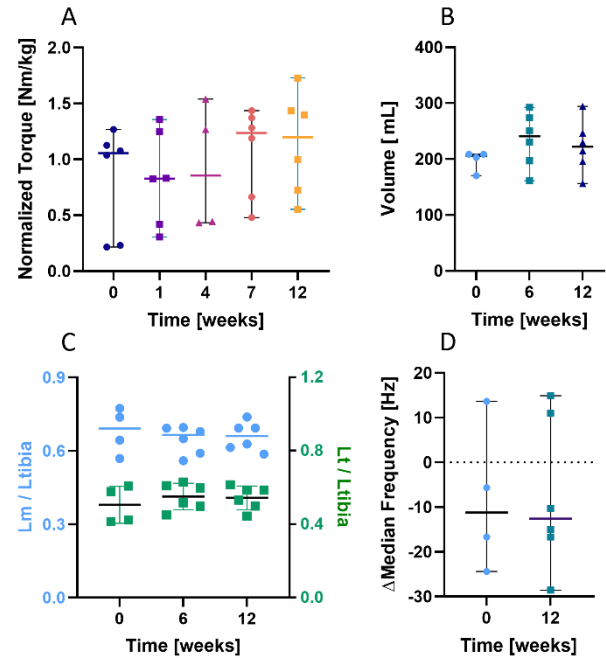 A
Normalized Torque [Nm/kg]
2.0
1.5
1.0
0.5
0.0
0
1
4
7
12
Time [weeks]
B
Volume [ mL]
400
300
200
100
0
0
6
12
Time [weeks]
C
Lm / Ltibia
0.9
0.6
0.3
0.0
1.2
0.8
0.4
0.0
Lt / Ltibia
0
6
12
Time [weeks]
D
ΔMedian Frequency [Hz]
20
10
0
-10
-20
-30
0
12
Time [weeks]